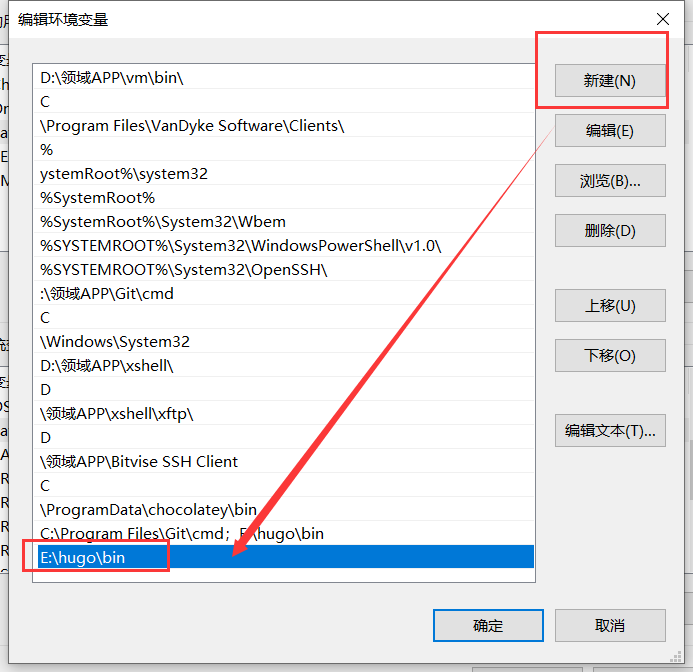 编辑环境变量
D:\领域APP\vm\bin\
C
\Program Files\VanDyke Software\Clients\
%
ystemRoot%\system32
%SystemRoot%
%SystemRoot%\System32\Wbem
%SYSTEMROOT%\System32\WindowsPowerShell\v1.0\
%SYSTEMROOT%\System32\OpenSSH\
:\领域APP\Git\cmd
C
\Windows\System32
D:\领域APP\xshell\
D
\领域APP\xshell\xftp\
D
\领域APP\Bitvise SSH Client
C
\ProgramData\chocolatey\bin
C:\Program Files\Git\cmd；E:\hugo\bin
E:\hugo\bin
新建(N)
编辑(E)
浏览(B)...
删除(D)
上移(U)
下移(O)
编辑文本(T)...
确定
取消